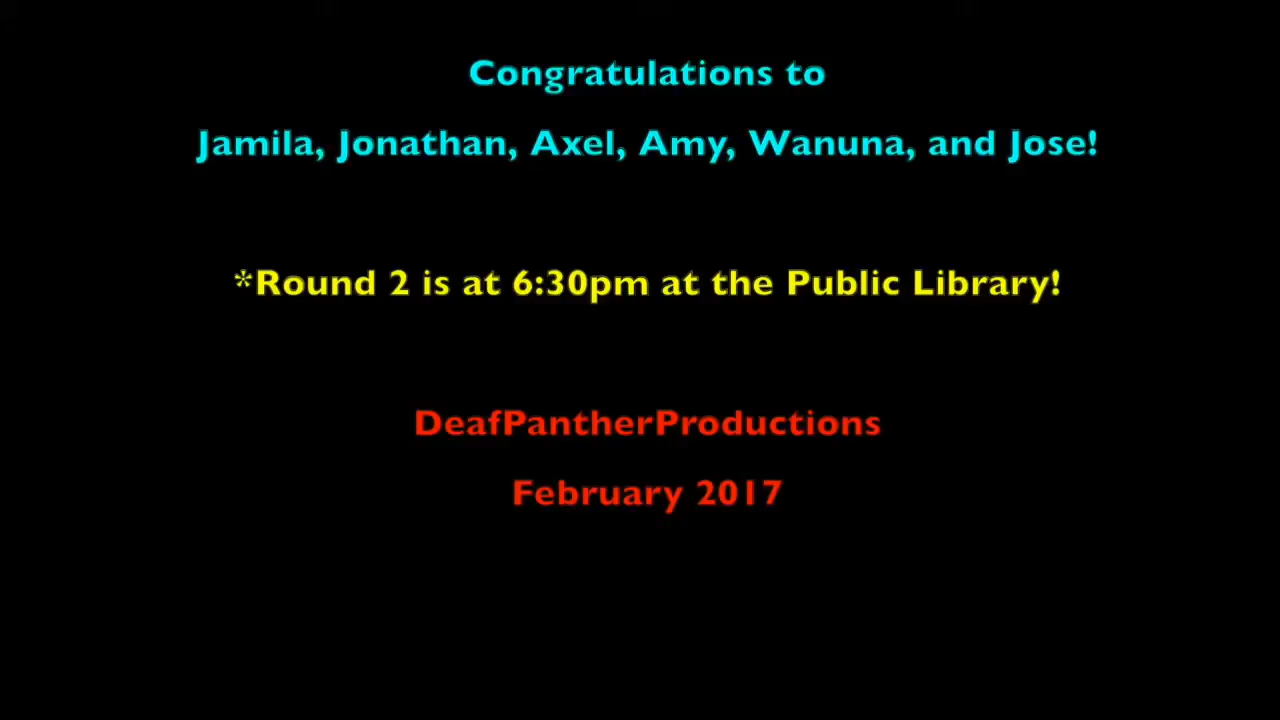 Congratulations to
Jamila, Jonathan, Axel, Amy, Wanuna, and Jose!
*Round 2 is at 6:30pm at the Public Library!
DeafPantherProductions
February 2017